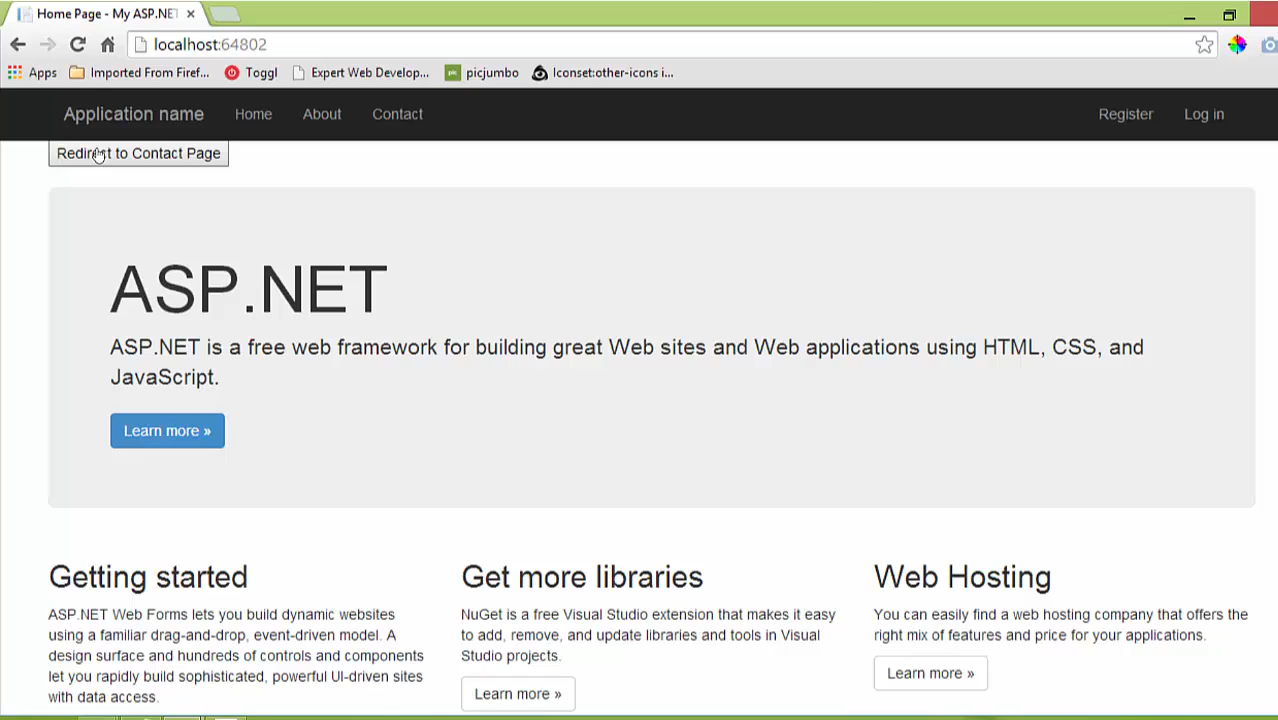 Home Page - My ASP.NET
localhost:64802
Apps Imported From Firef... Toggl Expert Web Develop... picjumbo Iconset:other-icons i...
Application name Home About Contact Register Log in
Redirect to Contact Page
ASP.NET
ASP.NET is a free web framework for building great Web sites and Web applications using HTML, CSS, and
JavaScript.
Learn more »
Getting started
ASP.NET Web Forms lets you build dynamic websites
using a familiar drag-and-drop, event-driven model. A
design surface and hundreds of controls and components
let you rapidly build sophisticated, powerful UI-driven sites
with data access.
Get more libraries
NuGet is a free Visual Studio extension that makes it easy
to add, remove, and update libraries and tools in Visual
Studio projects.
Learn more »
Web Hosting
You can easily find a web hosting company that offers the
right mix of features and price for your applications.
Learn more »